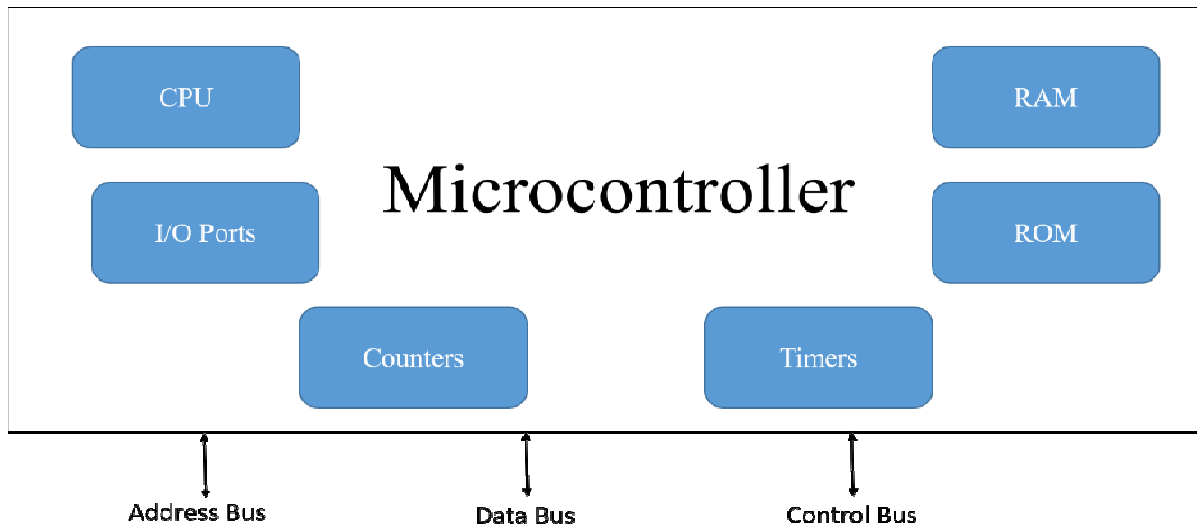 CPU
RAM
Microcontroller
I/O Ports
ROM
Counters
Timers
Address Bus
Data Bus
Control Bus